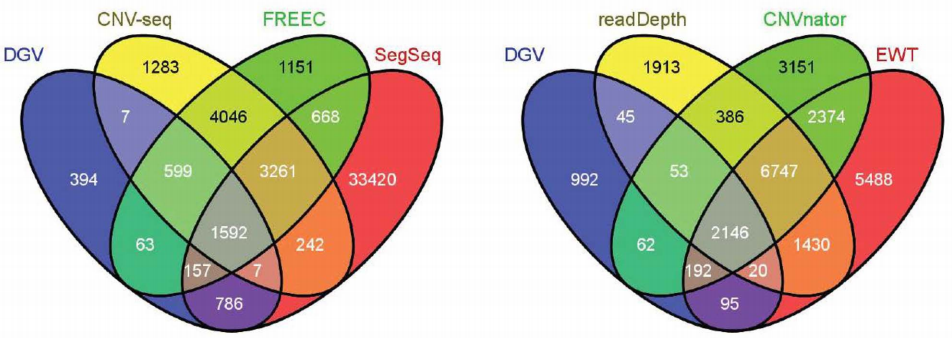 CNV-seq FREEC
DGV SegSeq
1283 1151
7 4046 668
394 599 3261 33420
63 1592 242
157 7
786
readDepth CNVnator
DGV EWT
1913 3151
45 386 2374
992 53 6747 5488
62 2146 1430
192 20
95